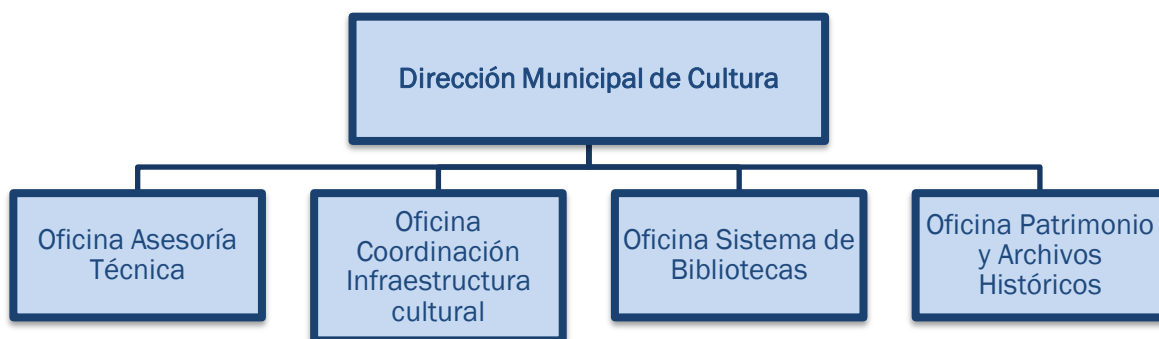 Dirección Municipal de Cultura
Oficina Asesoría
Técnica
Oficina
Coordinación
Infraestructura
cultural
Oficina Sistema de
Bibliotecas
Oficina Patrimonio
y Archivos
Históricos